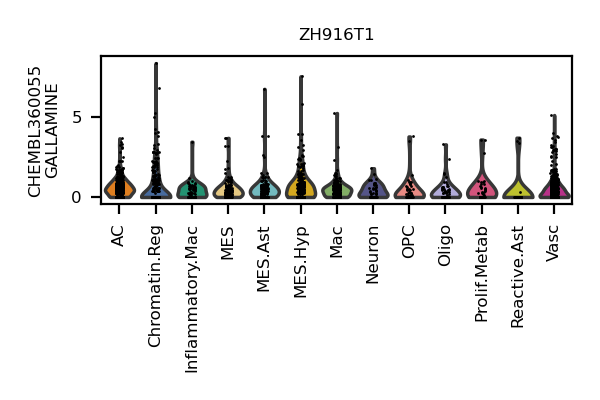 ZH916T1
CHEMBL360055
GALLAMINE
5
0
AC
Chromatin.Reg
Inflammatory.Mac
MES
MES.Ast
MES.Hyp
Mac
Neuron
OPC
Oligo
Prolif.Metab
Reactive.Ast
Vasc